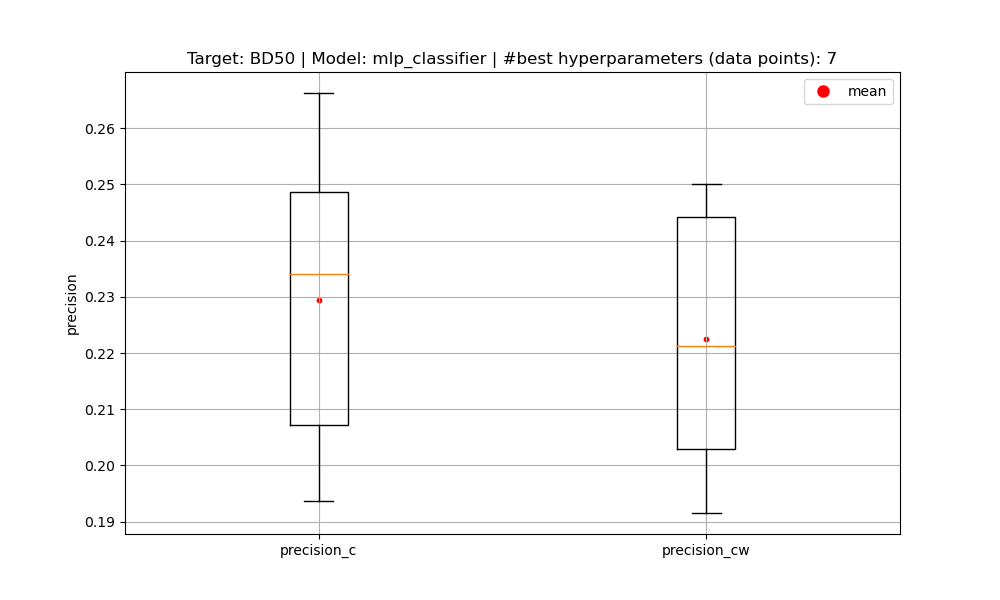 Target: BD50 | Model: mlp_classifier | #best hyperparameters (data points): 7
mean
0.26
0.25
0.24
0.23
0.22
0.21
0.20
0.19
precision
precision_c
precision_cw